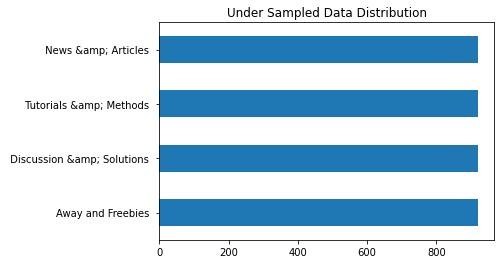 Under Sampled Data Distribution
News &amp; Articles
Tutorials &amp; Methods
Discussion &amp; Solutions
Away and Freebies
0 200 400 600 800